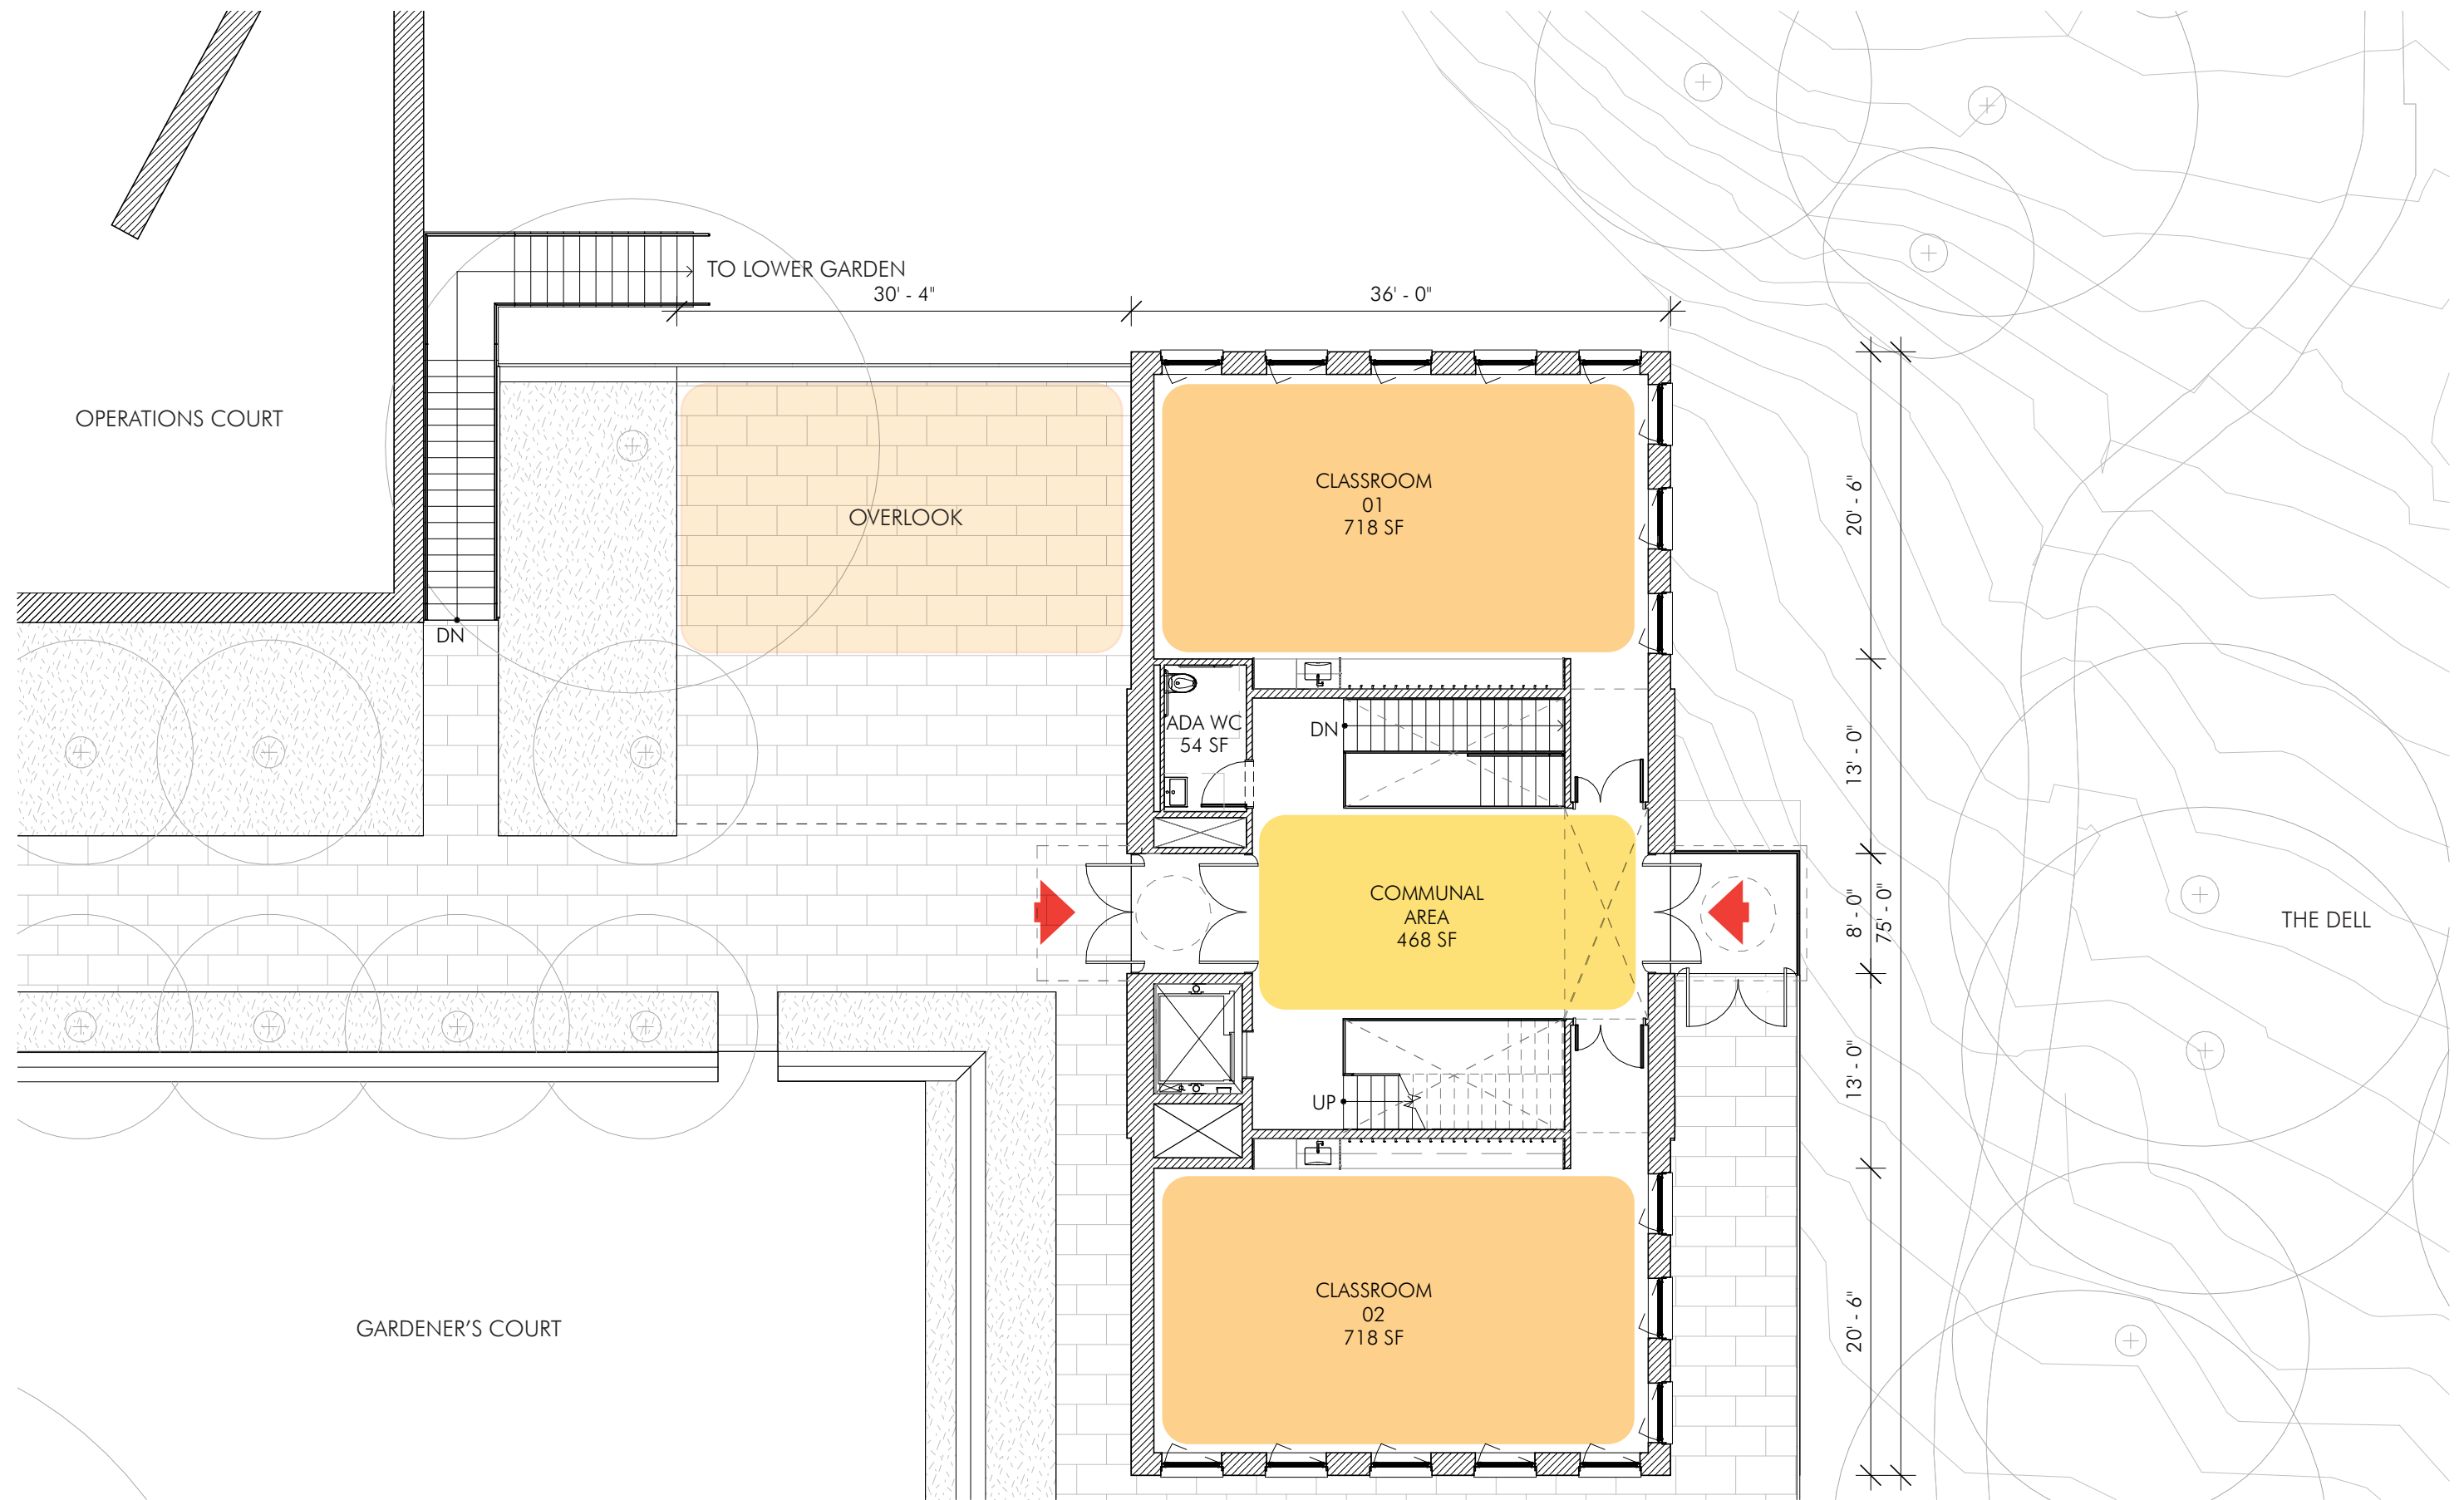 TO LOWER GARDEN
30' - 4"
36' - 0"
OPERATIONS COURT
OVERLOOK
CLASSROOM
01
718 SF
20' - 6"
DN
ADA WC
54 SF
DN
13' - 0"
COMMUNAL
AREA
468 SF
8' - 0"
75' - 0"
THE DELL
UP
13' - 0"
CLASSROOM
02
718 SF
20' - 6"
GARDENER’S COURT